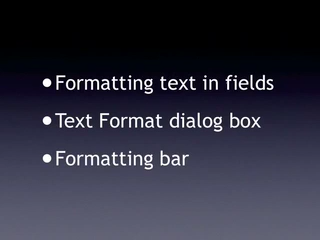 •Formatting text in fields
•Text Format dialog box
•Formatting bar